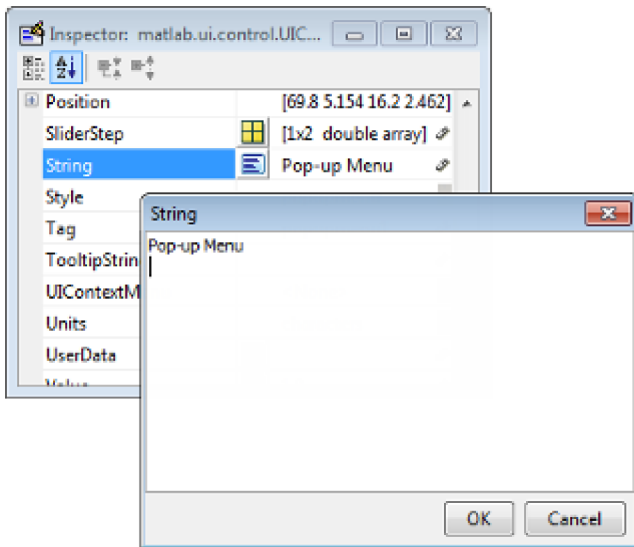 Inspector: matlab.ui.control.UIC...
Position [69.8 5.154 16.2 2.462]
SliderStep [1x2 double array]
String Pop-up Menu
Style
Tag
TooltipStrin
UIContextM
Units
UserData
Value
String
Pop-up Menu
OK Cancel